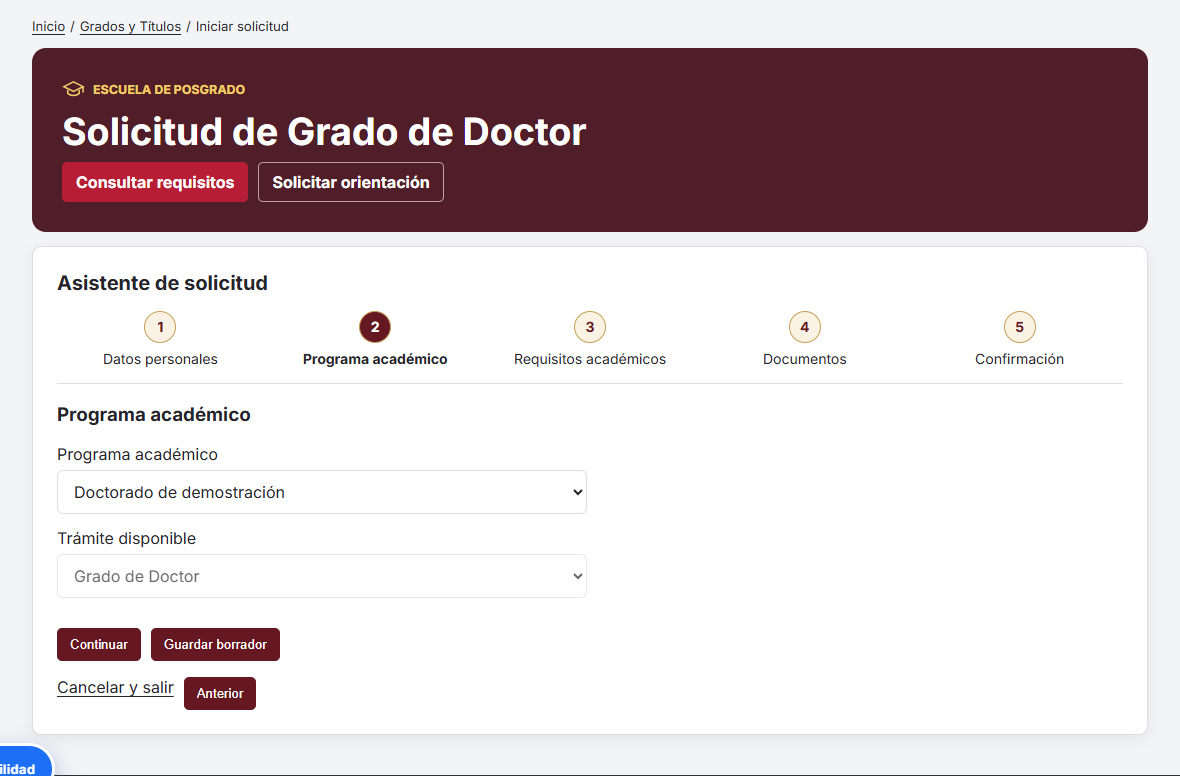 Inicio / Grados y Títulos / Iniciar solicitud
ESCUELA DE POSGRADO
Solicitud de Grado de Doctor
Consultar requisitos Solicitar orientación
Asistente de solicitud
1 2 3 4 5
Datos personales Programa académico Requisitos académicos Documentos Confirmación
Programa académico
Programa académico
Doctorado de demostración
Trámite disponible
Grado de Doctor
Continuar Guardar borrador
Cancelar y salir Anterior
ilidad